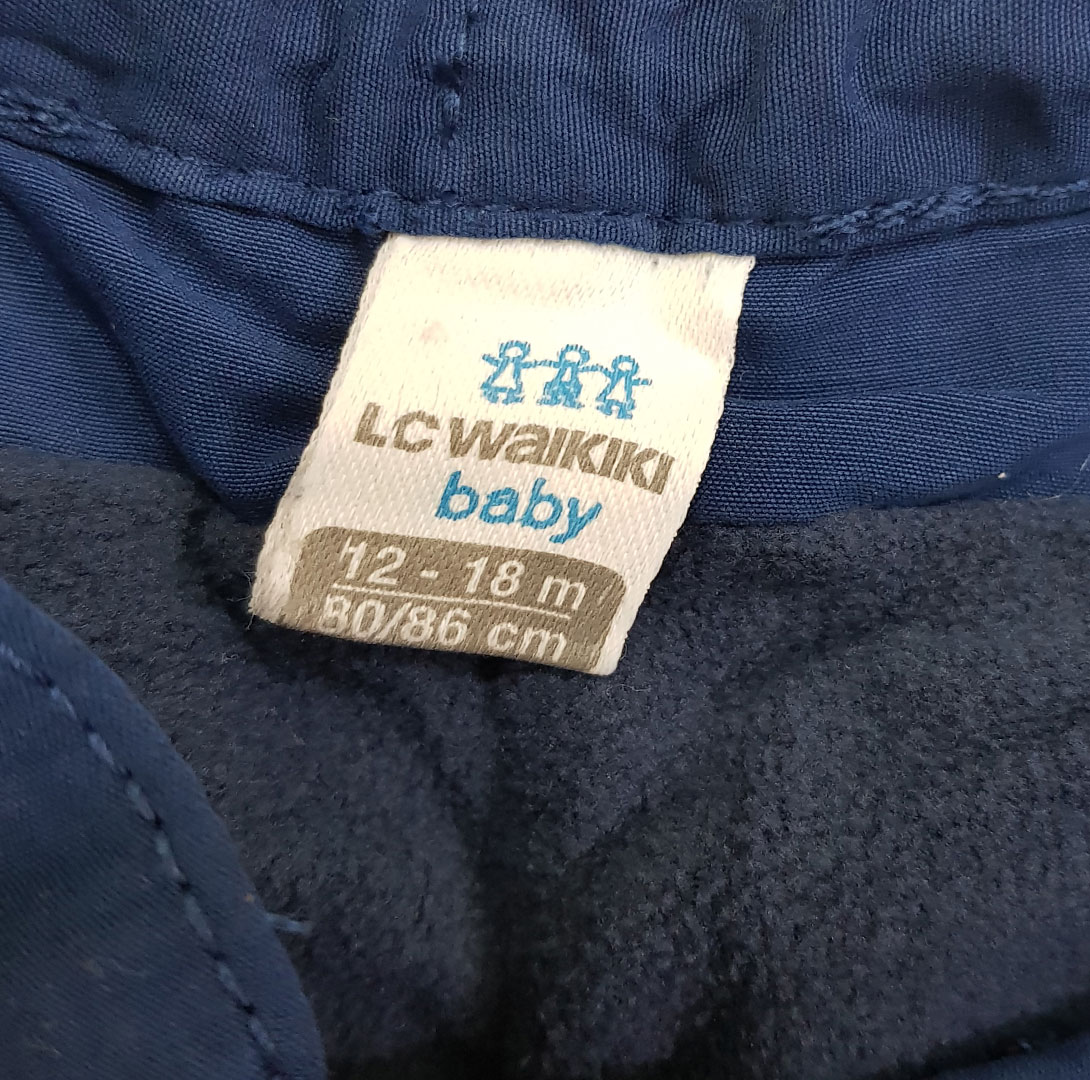 LC WAIKIKI
baby
12 - 18 m
80/86 cm